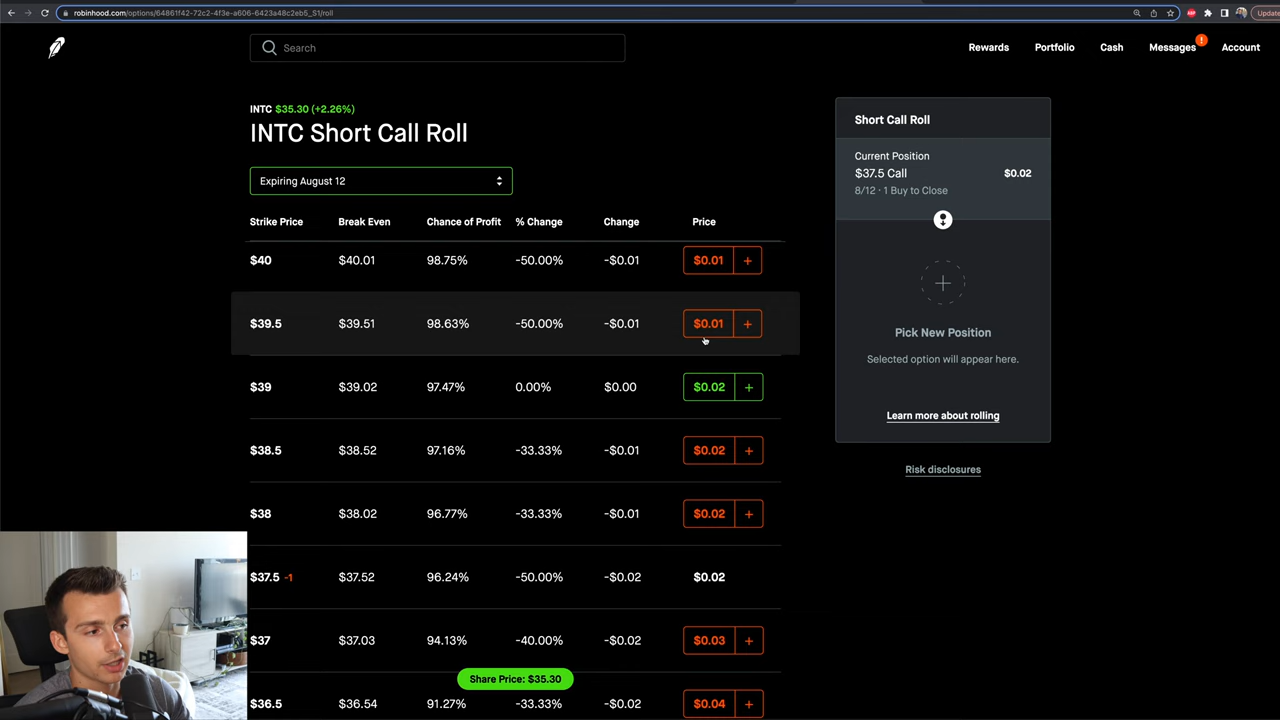 robinhood.com/options/64861f42-72c2-4f3e-a606-6423a48c2eb5_S1/roll
Update
Search
Rewards Portfolio Cash Messages ! Account
INTC $35.30 (+2.26%)
INTC Short Call Roll
Expiring August 12
Strike Price Break Even Chance of Profit % Change Change Price
$40 $40.01 98.75% -50.00% -$0.01 $0.01 +
$39.5 $39.51 98.63% -50.00% -$0.01 $0.01 +
$39 $39.02 97.47% 0.00% $0.00 $0.02 +
$38.5 $38.52 97.16% -33.33% -$0.01 $0.02 +
$38 $38.02 96.77% -33.33% -$0.01 $0.02 +
$37.5 -1 $37.52 96.24% -50.00% -$0.02 $0.02
$37 $37.03 94.13% -40.00% -$0.02 $0.03 +
Share Price: $35.30
$36.5 $36.54 91.27% -33.33% -$0.02 $0.04 +
Short Call Roll
Current Position
$37.5 Call $0.02
8/12 · 1 Buy to Close
Pick New Position
Selected option will appear here.
Learn more about rolling
Risk disclosures